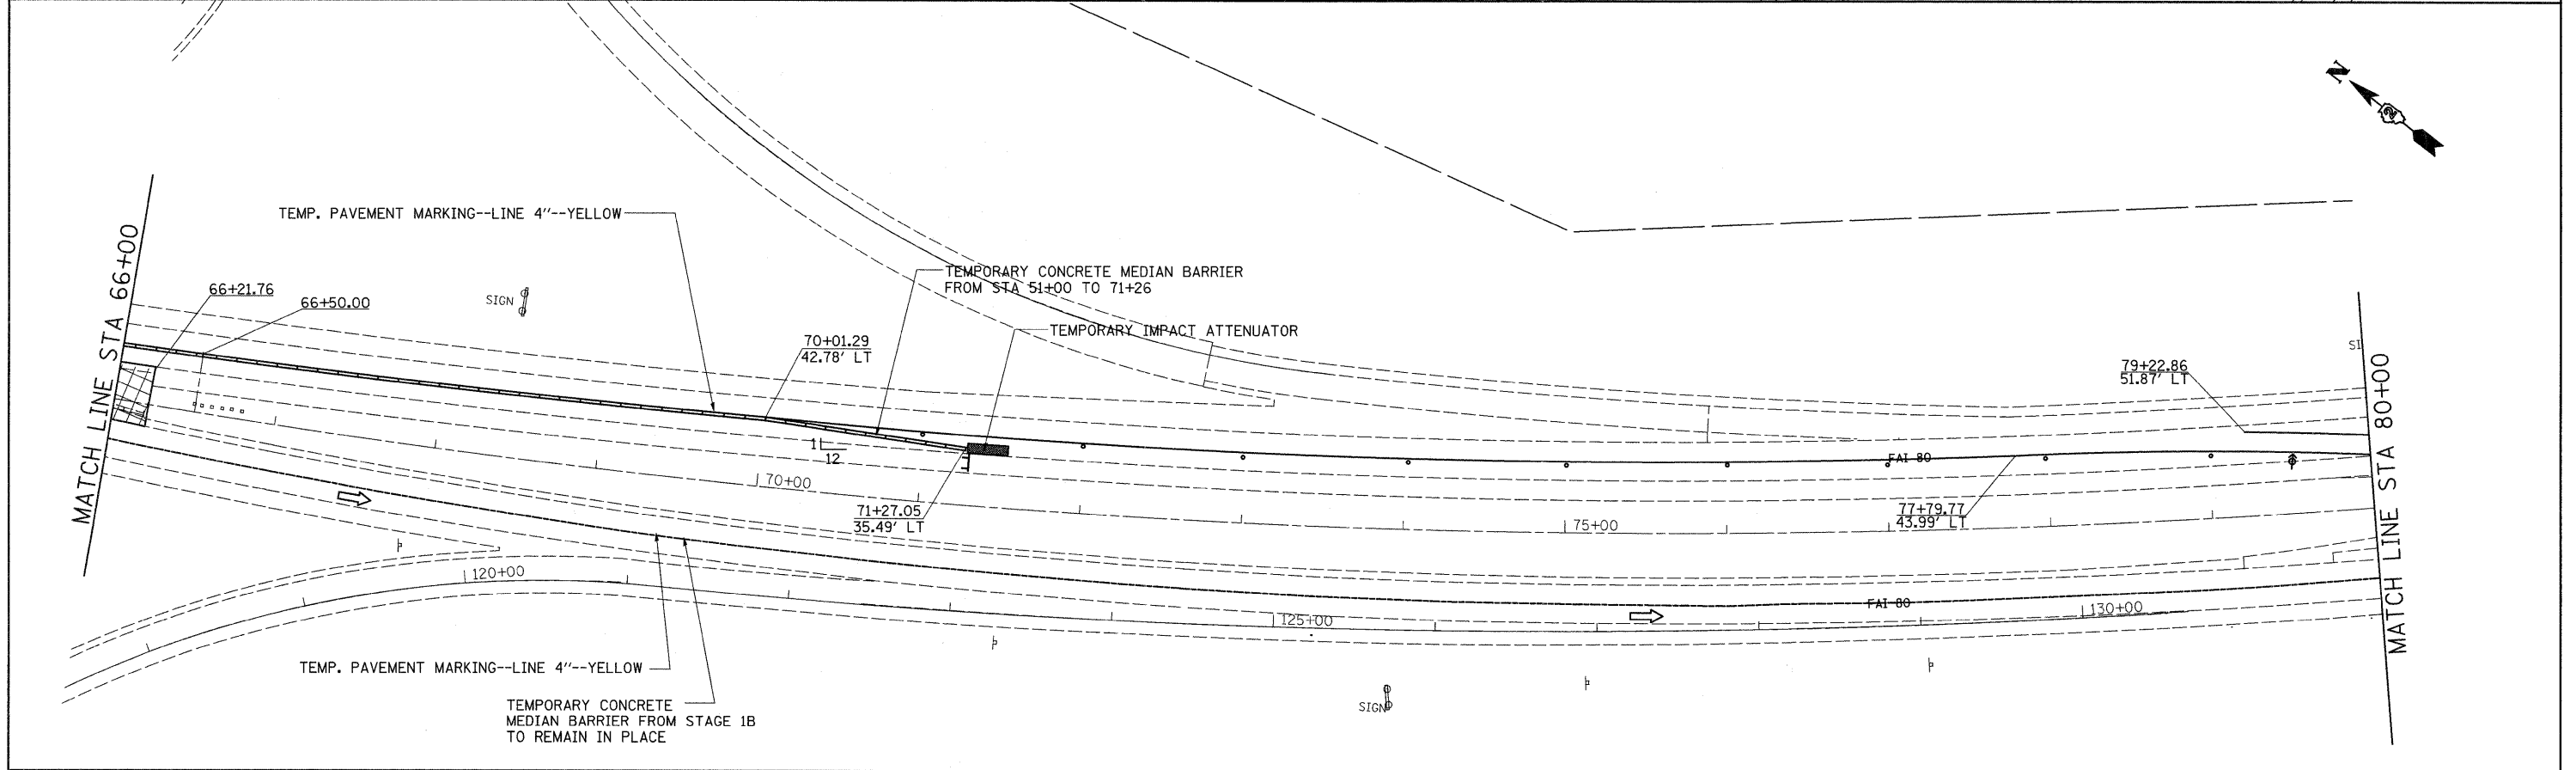 N
2
TEMP. PAVEMENT MARKING--LINE 4''--YELLOW
TEMPORARY CONCRETE MEDIAN BARRIER
FROM STA 51+00 TO 71+26
66+21.76
66+50.00
SIGN
TEMPORARY IMPACT ATTENUATOR
70+01.29
42.78' LT
SI
79+22.86
51.87' LT
MATCH LINE STA 66+00
MATCH LINE STA 80+00
1
12
FAI 80
70+00
71+27.05
35.49' LT
77+79.77
43.99' LT
75+00
120+00
FAI 80
130+00
125+00
TEMP. PAVEMENT MARKING--LINE 4''--YELLOW
TEMPORARY CONCRETE
MEDIAN BARRIER FROM STAGE 1B
TO REMAIN IN PLACE
SIGN